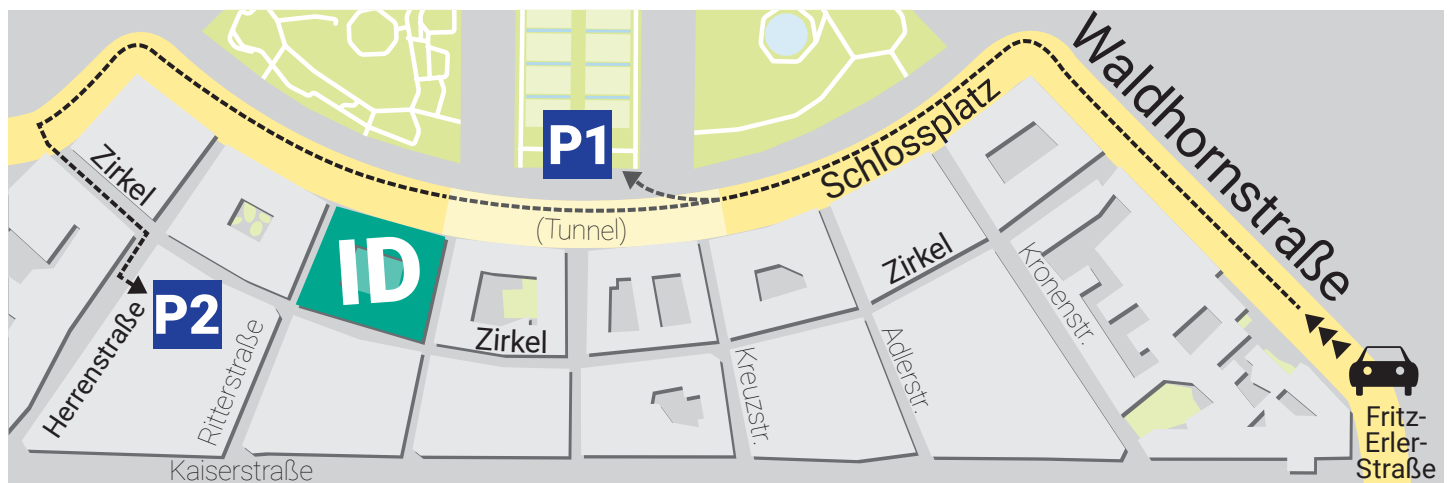 Waldhornstraße
P1
Schlossplatz
Zirkel
(Tunnel)
ID
Zirkel
Kronenstr.
P2
Zirkel
Herrenstraße
Ritterstraße
Kreuzstr.
Adlerstr.
Fritz-
Erler-
Straße
Kaiserstraße